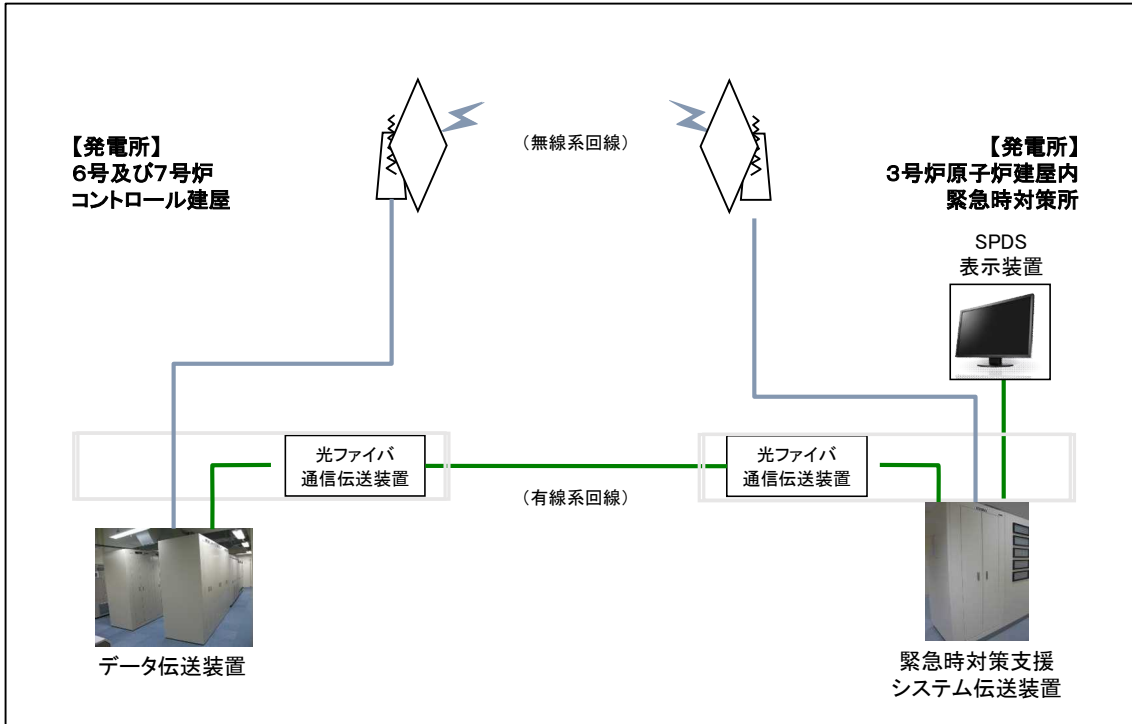 (無線系回線)
【発電所】
6号及び7号炉
コントロール建屋
【発電所】
3号炉原子炉建屋内
緊急時対策所
SPDS
表示装置
光ファイバ
通信伝送装置
光ファイバ
通信伝送装置
(有線系回線)
データ伝送装置
緊急時対策支援
システム伝送装置